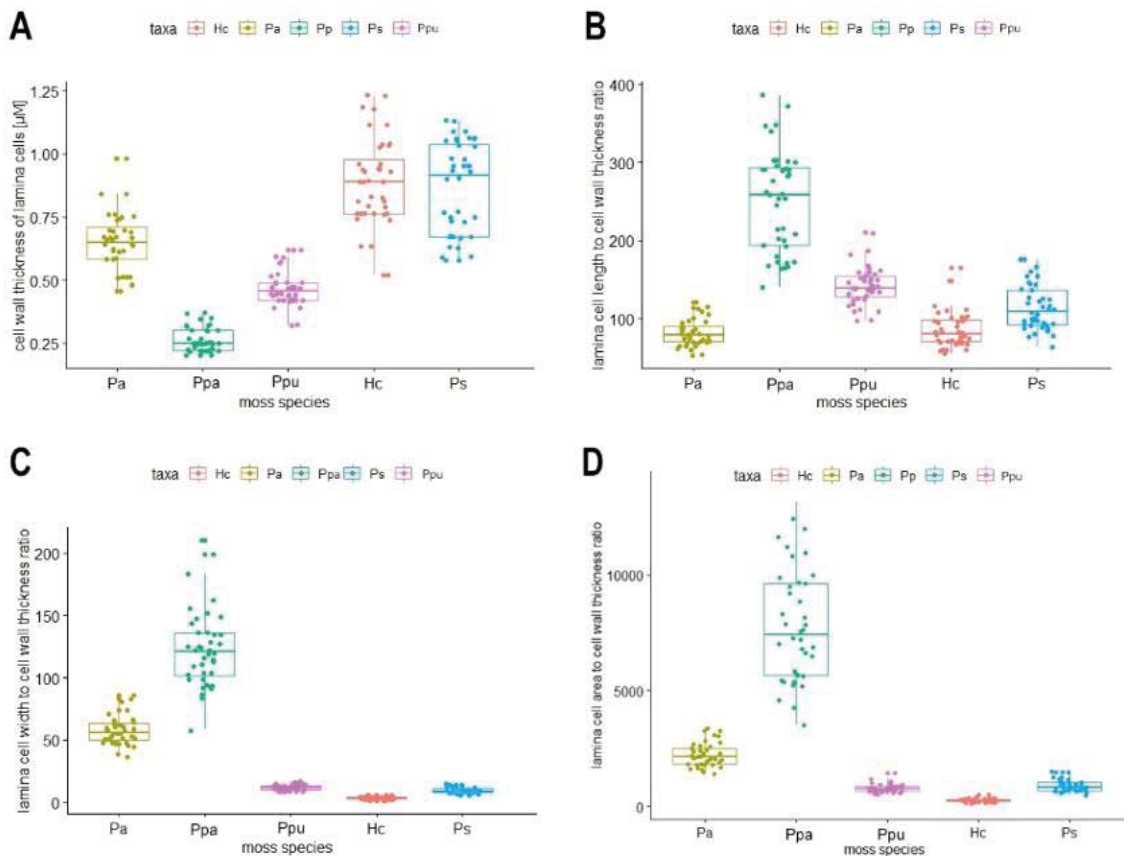 A
taxa Hc Pa Pp Ps Ppu
cell wall thickness of lamina cells [µM]
1.25
1.00
0.75
0.50
0.25
Pa Ppa Ppu Hc Ps
moss species
B
taxa Hc Pa Pp Ps Ppu
lamina cell length to cell wall thickness ratio
400
300
200
100
Pa Ppa Ppu Hc Ps
moss species
C
taxa Hc Pa Ppa Ps Ppu
lamina cell width to cell wall thickness ratio
200
150
100
50
0
Pa Ppa Ppu Hc Ps
moss species
D
taxa Hc Pa Pp Ps Ppu
lamina cell area to cell wall thickness ratio
10000
5000
0
Pa Ppa Ppu Hc Ps
moss species